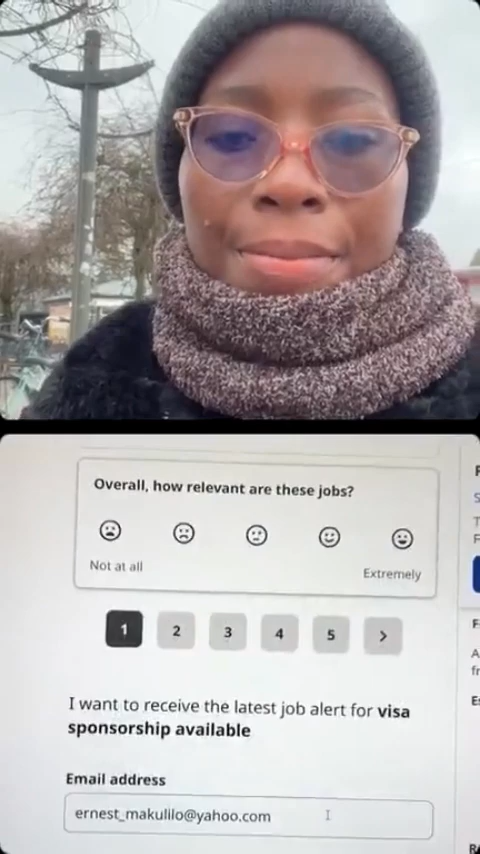 Overall, how relevant are these jobs?
Not at all
Extremely
1 2 3 4 5 >
I want to receive the latest job alert for visa
sponsorship available
Email address
ernest_makulilo@yahoo.com